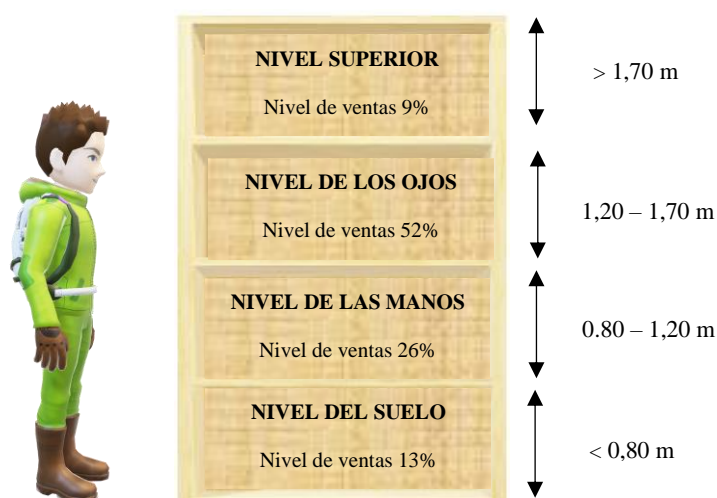 NIVEL SUPERIOR
Nivel de ventas 9%
> 1,70 m
NIVEL DE LOS OJOS
Nivel de ventas 52%
1,20 – 1,70 m
NIVEL DE LAS MANOS
Nivel de ventas 26%
0.80 – 1,20 m
NIVEL DEL SUELO
Nivel de ventas 13%
< 0,80 m